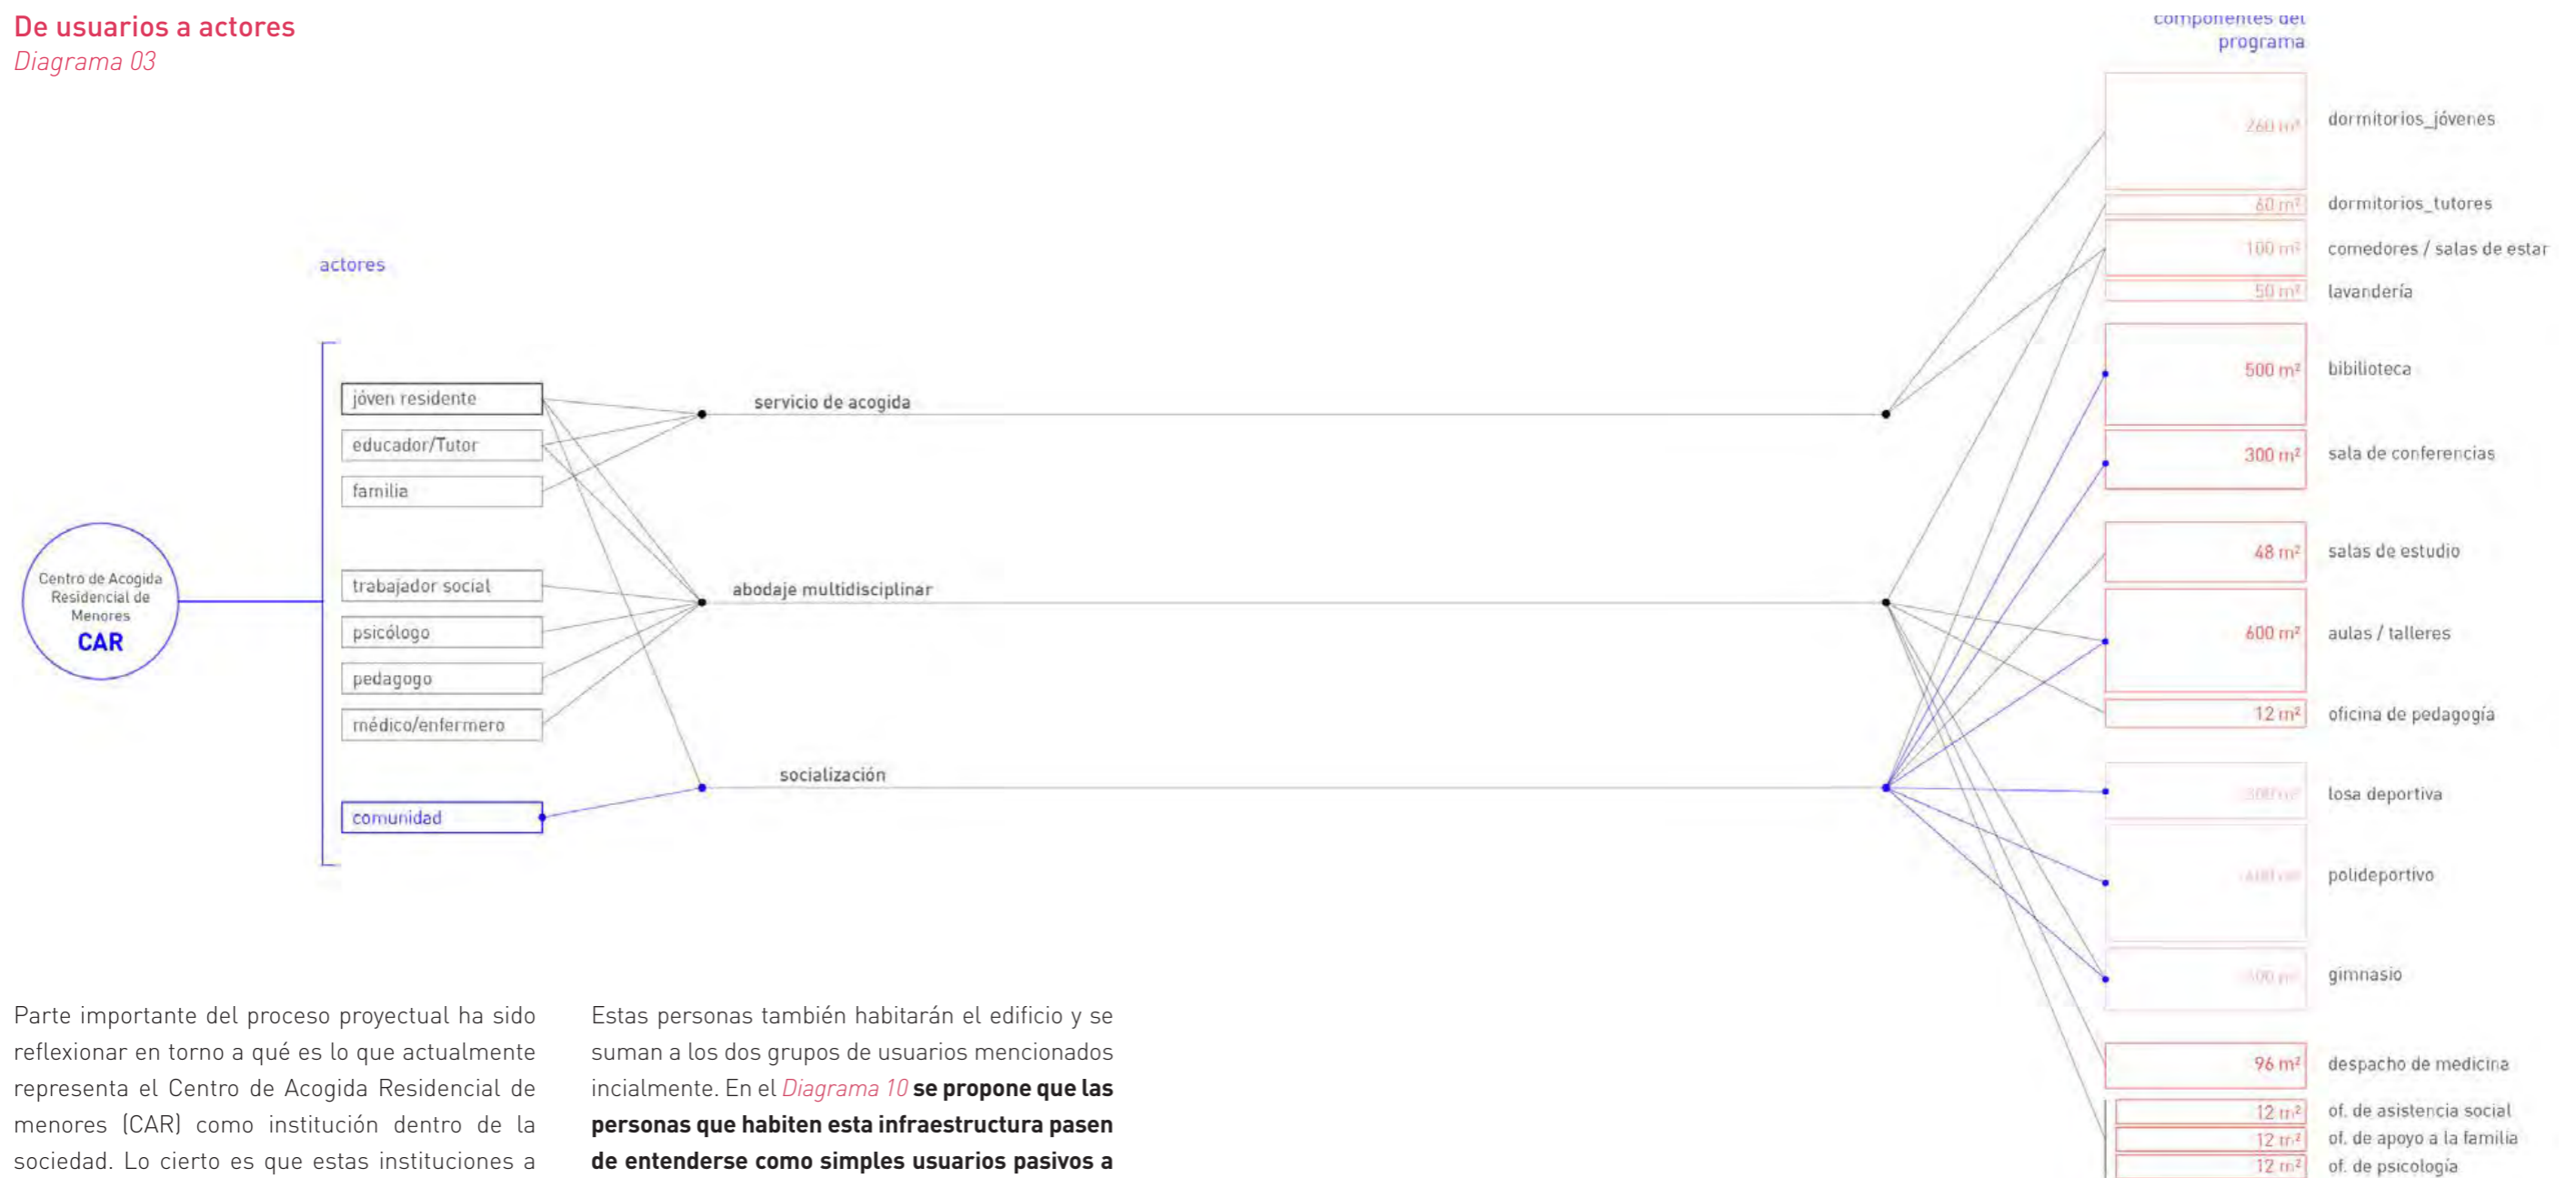 De usuarios a actores
Diagrama 03
actores
Centro de Acogida
Residencial de
Menores
CAR
jóven residente
educador/Tutor
familia
trabajador social
psicólogo
pedagogo
médico/enfermero
comunidad
servicio de acogida
abodaje multidisciplinar
socialización
componentes del
programa
260 m² dormitorios_jóvenes
60 m² dormitorios_tutores
100 m² comedores / salas de estar
50 m² lavandería
500 m² bibilioteca
300 m² sala de conferencias
48 m² salas de estudio
600 m² aulas / talleres
12 m² oficina de pedagogía
losa deportiva
polideportivo
gimnasio
96 m² despacho de medicina
12 m² of. de asistencia social
12 m² of. de apoyo a la familia
12 m² of. de psicología
Parte importante del proceso proyectual ha sido
reflexionar en torno a qué es lo que actualmente
representa el Centro de Acogida Residencial de
menores (CAR) como institución dentro de la
sociedad. Lo cierto es que estas instituciones a
Estas personas también habitarán el edificio y se
suman a los dos grupos de usuarios mencionados
incialmente. En el Diagrama 10 se propone que las
personas que habiten esta infraestructura pasen
de entenderse como simples usuarios pasivos a